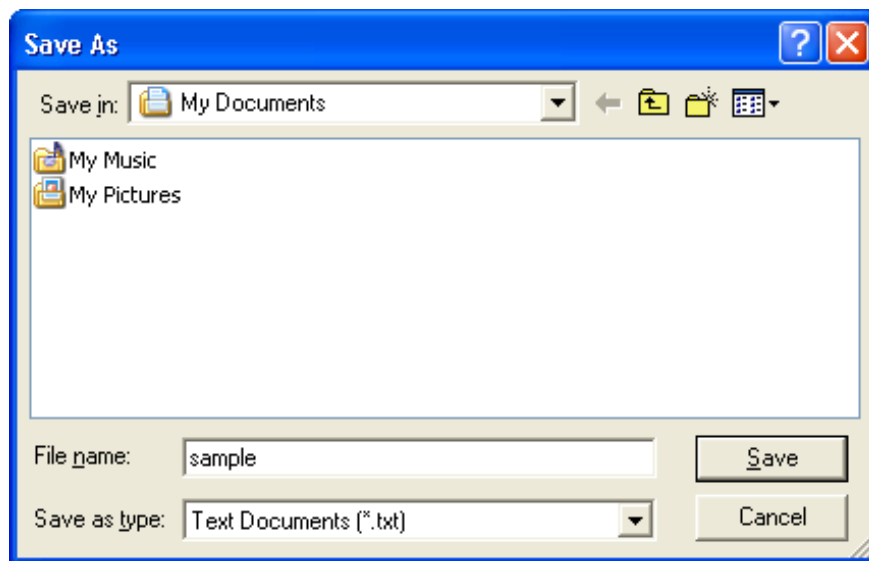 Save As
Save in: My Documents
My Music
My Pictures
File name: sample Save
Save as type: Text Documents (*.txt) Cancel